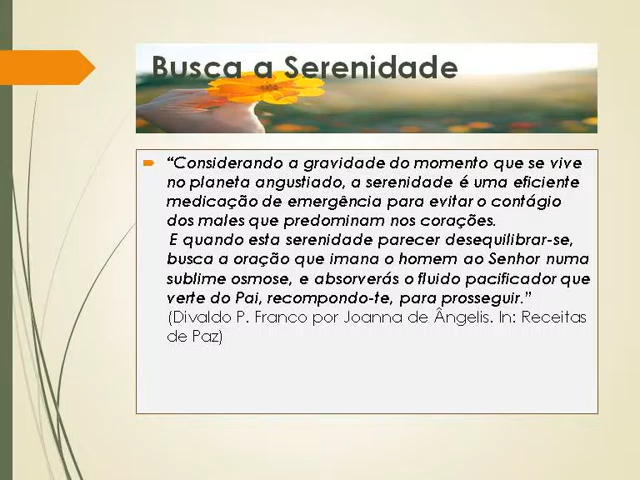 Busca a Serenidade
“Considerando a gravidade do momento que se vive
no planeta angustiado, a serenidade é uma eficiente
medicação de emergência para evitar o contágio
dos males que predominam nos corações.
E quando esta serenidade parecer desequilibrar-se,
busca a oração que imana o homem ao Senhor numa
sublime osmose, e absorverás o fluido pacificador que
verte do Pai, recompondo-te, para prosseguir.”
(Divaldo P. Franco por Joanna de Ângelis. In: Receitas
de Paz)